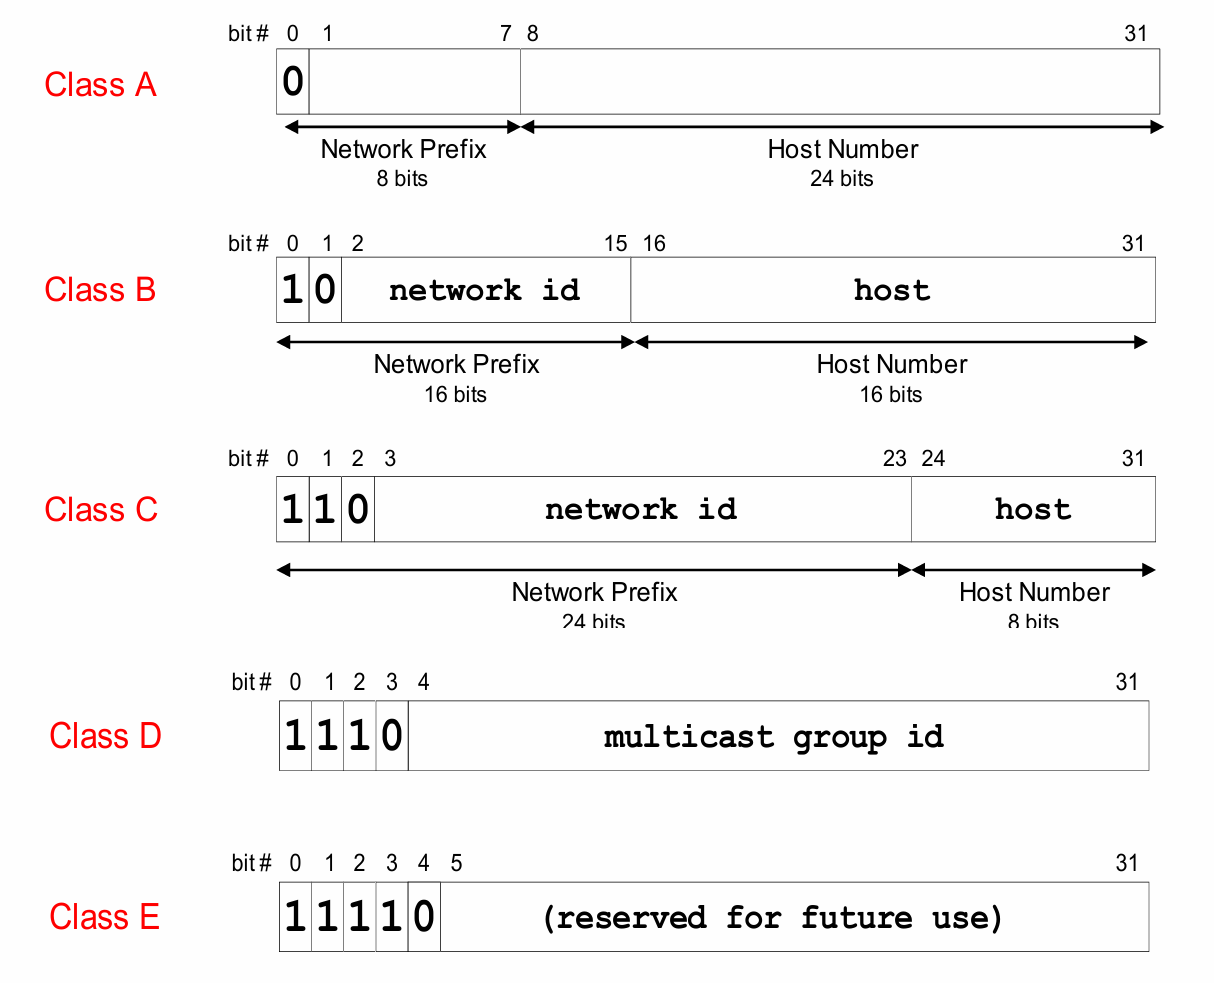 bit # 0 1 7 8 31
Class A 0
Network Prefix Host Number
8 bits 24 bits
bit # 0 1 2 15 16 31
Class B 1 0 network id host
Network Prefix Host Number
16 bits 16 bits
bit # 0 1 2 3 23 24 31
Class C 1 1 0 network id host
Network Prefix Host Number
24 bits 8 bits
bit # 0 1 2 3 4 31
Class D 1 1 1 0 multicast group id
bit # 0 1 2 3 4 5 31
Class E 1 1 1 1 0 (reserved for future use)